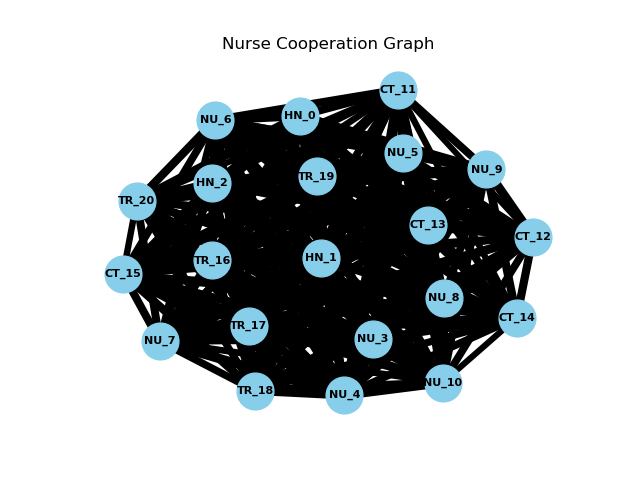 Nurse Cooperation Graph
CT_11
HN_0
NU_6
NU_5
NU_9
TR_19
HN_2
TR_20
CT_13
CT_12
HN_1
TR_16
CT_15
NU_8
CT_14
TR_17
NU_3
NU_7
NU_10
TR_18
NU_4